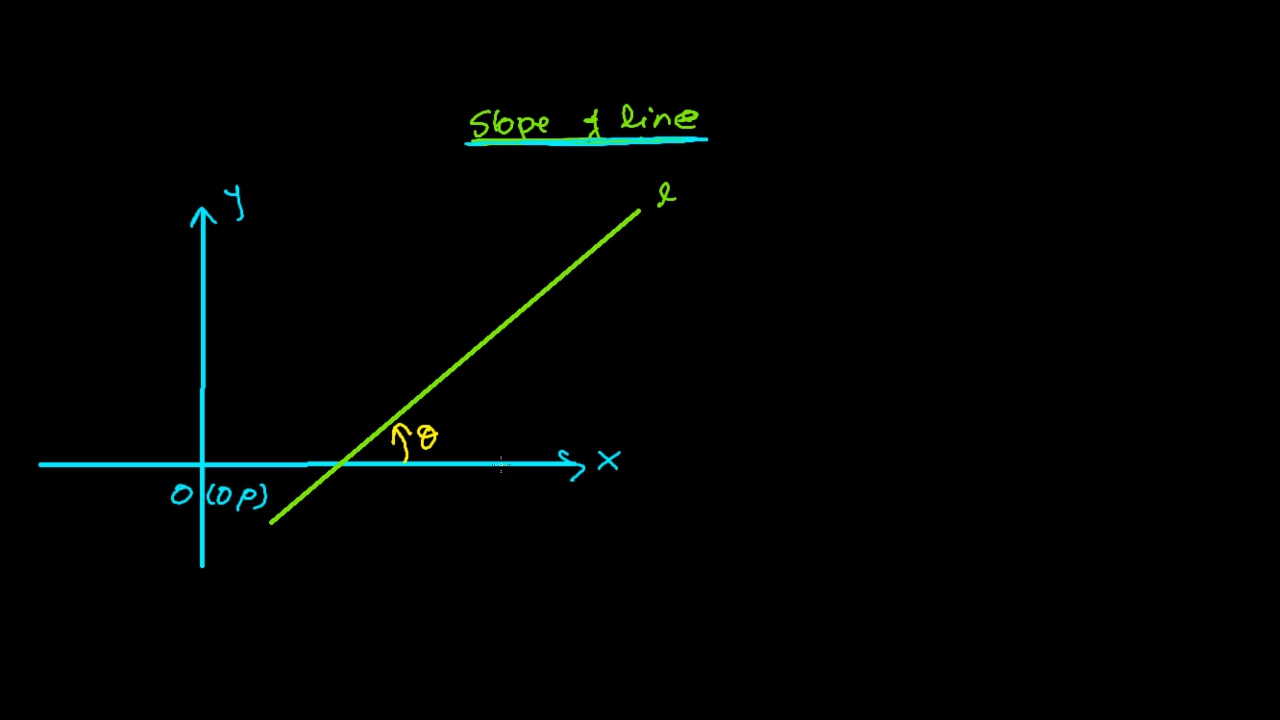 Slope of line
y
l
θ
x
O (0,0)